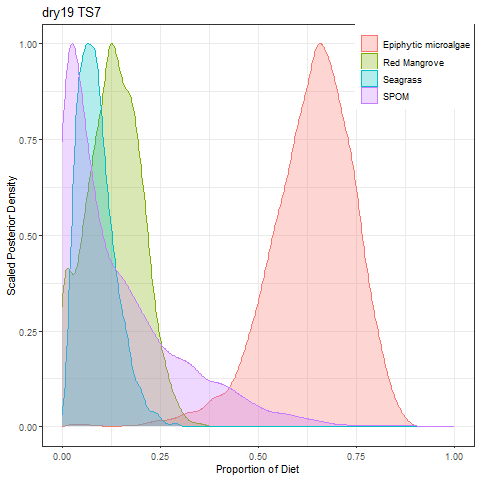 dry19 TS7
Epiphytic microalgae
Red Mangrove
Seagrass
SPOM
1.00
0.75
0.50
0.25
0.00
Scaled Posterior Density
0.00 0.25 0.50 0.75 1.00
Proportion of Diet